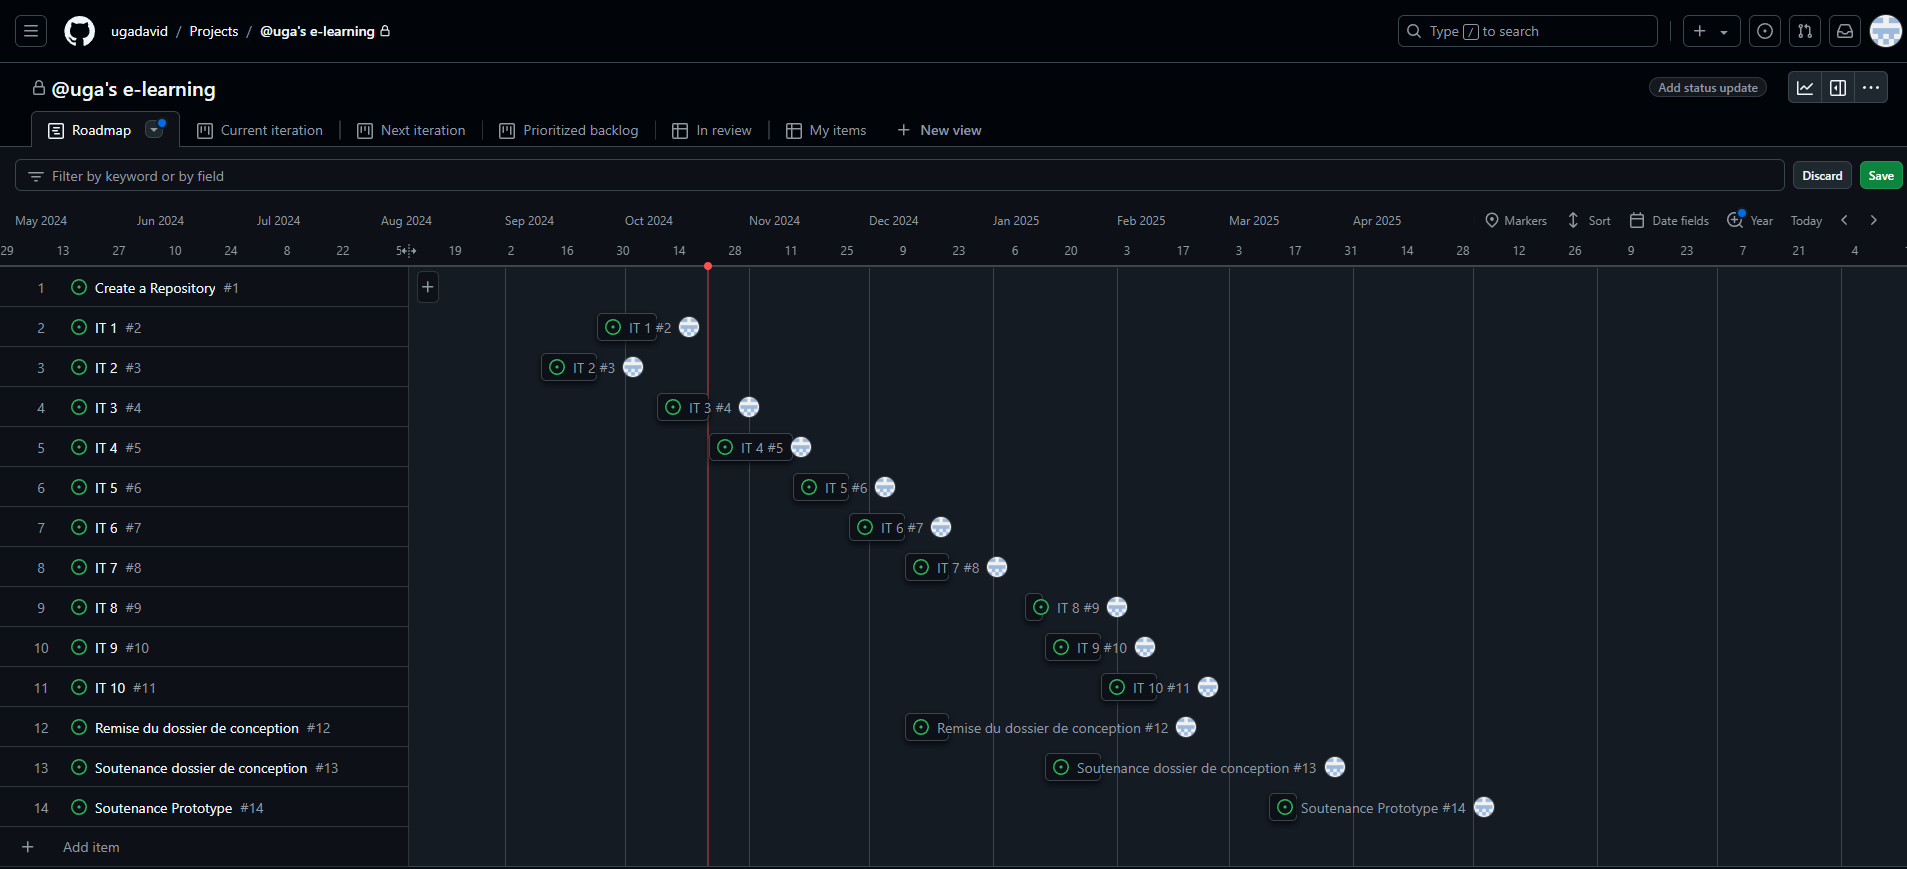 ugadavid / Projects / @uga's e-learning
Type / to search
@uga's e-learning
Add status update
Roadmap
Current iteration
Next iteration
Prioritized backlog
In review
My items
New view
Filter by keyword or by field
Discard
Save
May 2024 Jun 2024 Jul 2024 Aug 2024 Sep 2024 Oct 2024 Nov 2024 Dec 2024 Jan 2025 Feb 2025 Mar 2025 Apr 2025
Markers Sort Date fields Year Today
29 13 27 10 24 8 22 5 19 2 16 30 14 28 11 25 9 23 6 20 3 17 3 17 31 14 28 12 26 9 23 7 21 4
1 Create a Repository #1
2 IT 1 #2 IT 1 #2
3 IT 2 #3 IT 2 #3
4 IT 3 #4 IT 3 #4
5 IT 4 #5 IT 4 #5
6 IT 5 #6 IT 5 #6
7 IT 6 #7 IT 6 #7
8 IT 7 #8 IT 7 #8
9 IT 8 #9 IT 8 #9
10 IT 9 #10 IT 9 #10
11 IT 10 #11 IT 10 #11
12 Remise du dossier de conception #12 Remise du dossier de conception #12
13 Soutenance dossier de conception #13 Soutenance dossier de conception #13
14 Soutenance Prototype #14 Soutenance Prototype #14
Add item